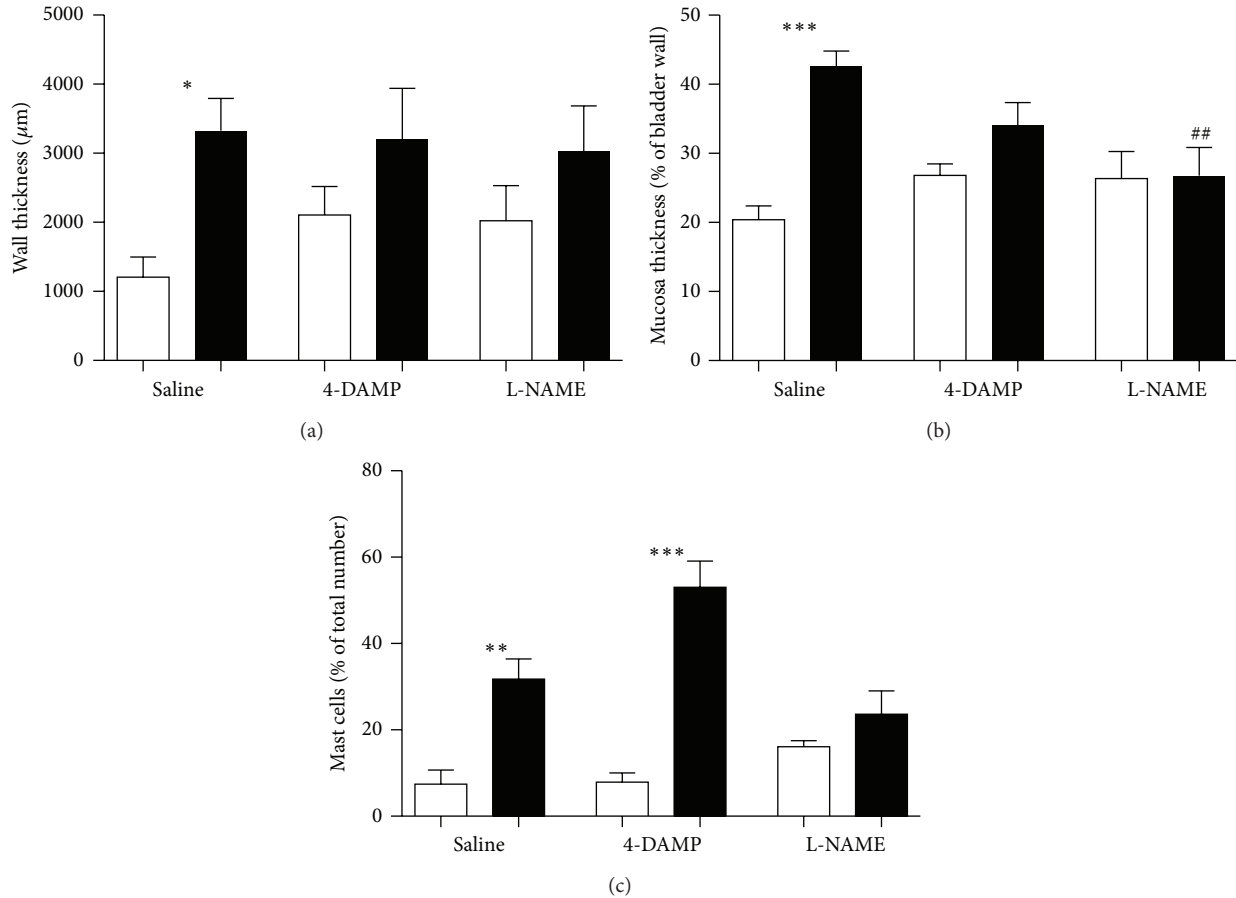 5000
4000
3000
2000
1000
0
Wall thickness (μm)
*
Saline
4-DAMP
L-NAME
(a)
50
40
30
20
10
0
Mucosa thickness (% of bladder wall)
***
##
Saline
4-DAMP
L-NAME
(b)
80
60
40
20
0
Mast cells (% of total number)
**
***
Saline
4-DAMP
L-NAME
(c)